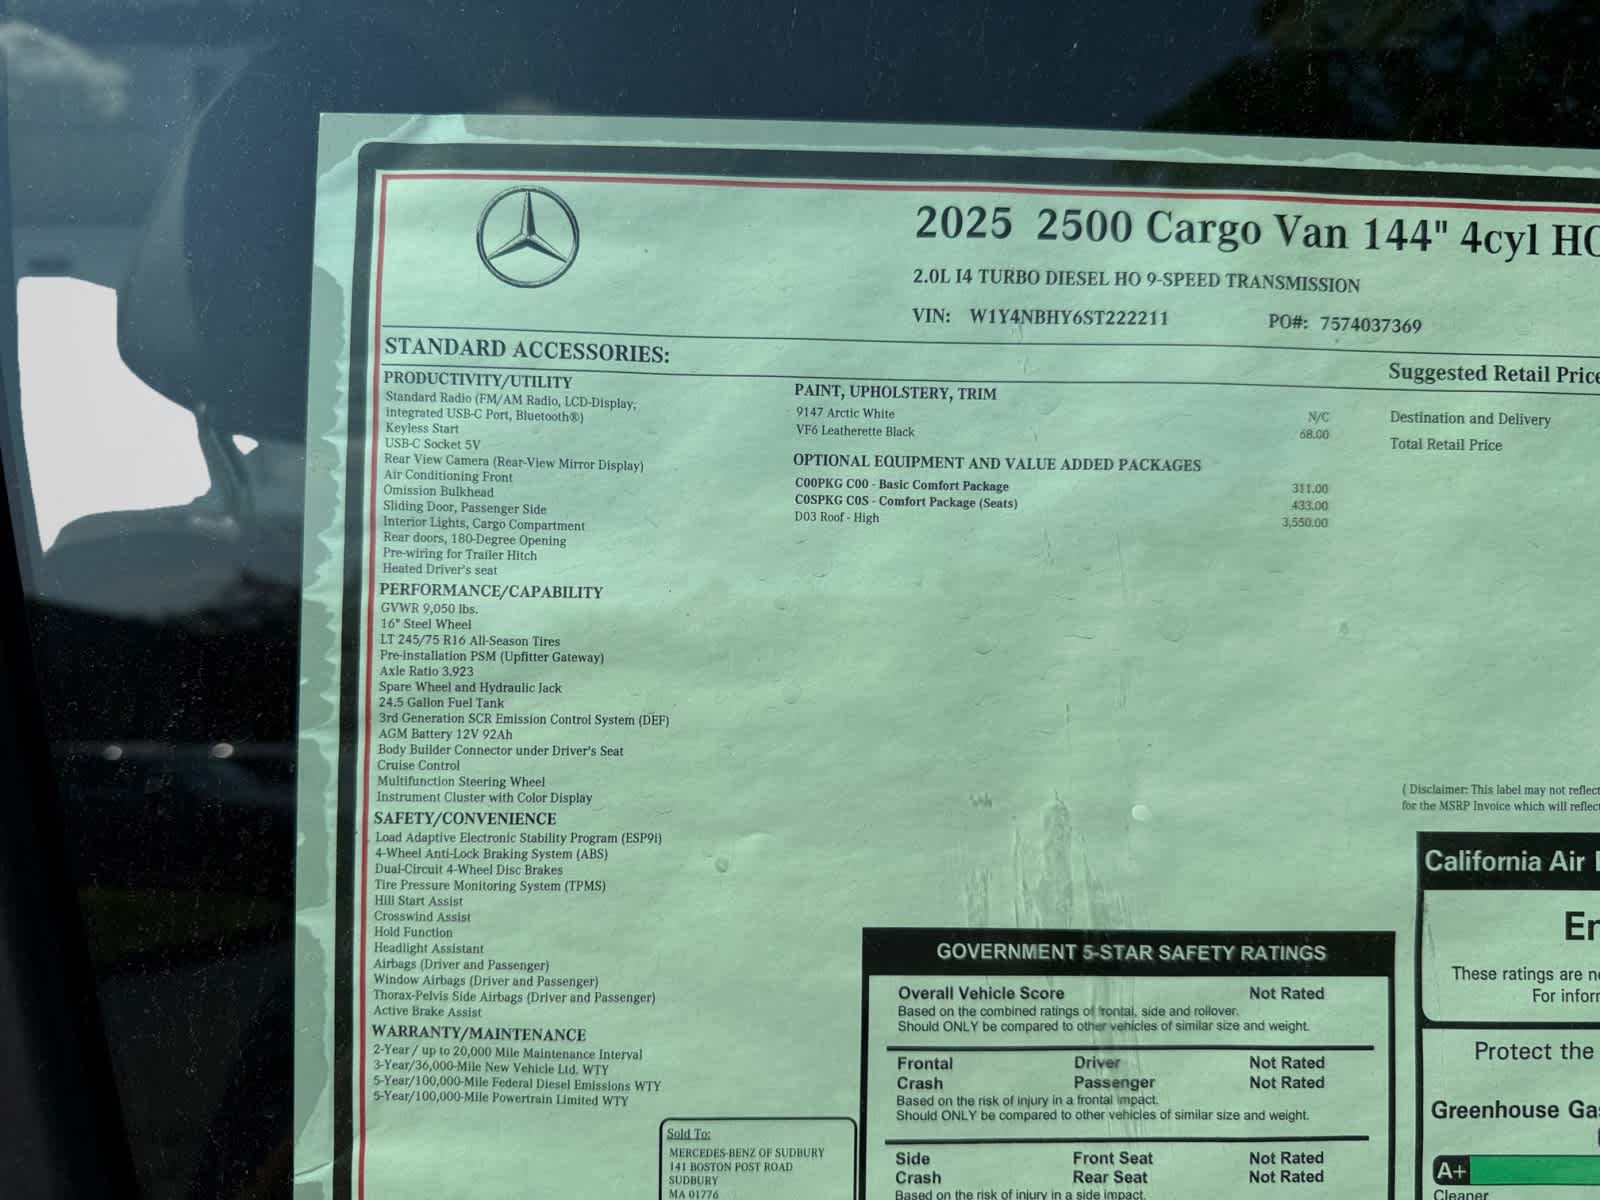 2025 2500 Cargo Van 144" 4cyl HO
2.0L I4 TURBO DIESEL HO 9-SPEED TRANSMISSION
VIN: W1Y4NBHY6ST222211 PO#: 7574037369
STANDARD ACCESSORIES:
PRODUCTIVITY/UTILITY
Standard Radio (FM/AM Radio, LCD-Display,
integrated USB-C Port, Bluetooth®)
Keyless Start
USB-C Socket 5V
Rear View Camera (Rear-View Mirror Display)
Air Conditioning Front
Omission Bulkhead
Sliding Door, Passenger Side
Interior Lights, Cargo Compartment
Rear doors, 180-Degree Opening
Pre-wiring for Trailer Hitch
Heated Driver's seat
PERFORMANCE/CAPABILITY
GVWR 9,050 lbs.
16" Steel Wheel
LT 245/75 R16 All-Season Tires
Pre-installation PSM (Upfitter Gateway)
Axle Ratio 3.923
Spare Wheel and Hydraulic Jack
24.5 Gallon Fuel Tank
3rd Generation SCR Emission Control System (DEF)
AGM Battery 12V 92Ah
Body Builder Connector under Driver's Seat
Cruise Control
Multifunction Steering Wheel
Instrument Cluster with Color Display
SAFETY/CONVENIENCE
Load Adaptive Electronic Stability Program (ESP9i)
4-Wheel Anti-Lock Braking System (ABS)
Dual-Circuit 4-Wheel Disc Brakes
Tire Pressure Monitoring System (TPMS)
Hill Start Assist
Crosswind Assist
Hold Function
Headlight Assistant
Airbags (Driver and Passenger)
Window Airbags (Driver and Passenger)
Thorax-Pelvis Side Airbags (Driver and Passenger)
Active Brake Assist
WARRANTY/MAINTENANCE
2-Year / up to 20,000 Mile Maintenance Interval
3-Year/36,000-Mile New Vehicle Ltd. WTY
5-Year/100,000-Mile Federal Diesel Emissions WTY
5-Year/100,000-Mile Powertrain Limited WTY
PAINT, UPHOLSTERY, TRIM
9147 Arctic White N/C
VF6 Leatherette Black 68.00
OPTIONAL EQUIPMENT AND VALUE ADDED PACKAGES
C00PKG C00 - Basic Comfort Package 311.00
C0SPKG C0S - Comfort Package (Seats) 433.00
D03 Roof - High 3,550.00
Suggested Retail Price
Destination and Delivery
Total Retail Price
( Disclaimer: This label may not reflect
for the MSRP Invoice which will reflect
Sold To:
MERCEDES-BENZ OF SUDBURY
141 BOSTON POST ROAD
SUDBURY
MA 01776
GOVERNMENT 5-STAR SAFETY RATINGS
Overall Vehicle Score Not Rated
Based on the combined ratings of frontal, side and rollover.
Should ONLY be compared to other vehicles of similar size and weight.
Frontal Driver Not Rated
Crash Passenger Not Rated
Based on the risk of injury in a frontal impact.
Should ONLY be compared to other vehicles of similar size and weight.
Side Front Seat Not Rated
Crash Rear Seat Not Rated
Based on the risk of injury in a side impact.
California Air
En
These ratings are
For infor
Protect the
Greenhouse Gas
A+
Cleaner